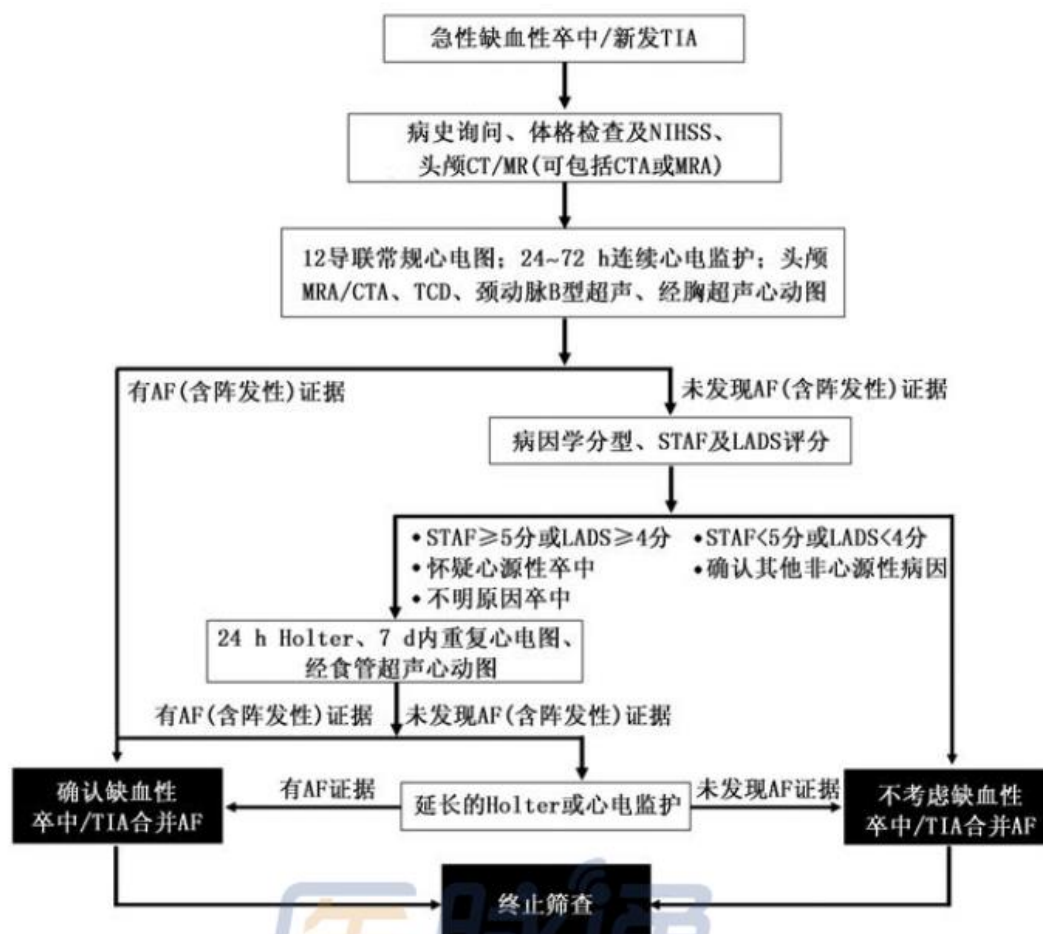 急性缺血性卒中/新发TIA
病史询问、体格检查及NIHSS、
头颅CT/MR(可包括CTA或MRA)
12导联常规心电图；24~72 h连续心电监护；头颅
MRA/CTA、TCD、颈动脉B型超声、经胸超声心动图
有AF(含阵发性)证据
未发现AF(含阵发性)证据
病因学分型、STAF及LADS评分
•STAF≥5分或LADS≥4分
•怀疑心源性卒中
•不明原因卒中
•STAF<5分或LADS<4分
•确认其他非心源性病因
24 h Holter、7 d内重复心电图、
经食管超声心动图
有AF(含阵发性)证据
未发现AF(含阵发性)证据
确认缺血性
卒中/TIA合并AF
有AF证据
延长的Holter或心电监护
未发现AF证据
不考虑缺血性
卒中/TIA合并AF
终止筛查